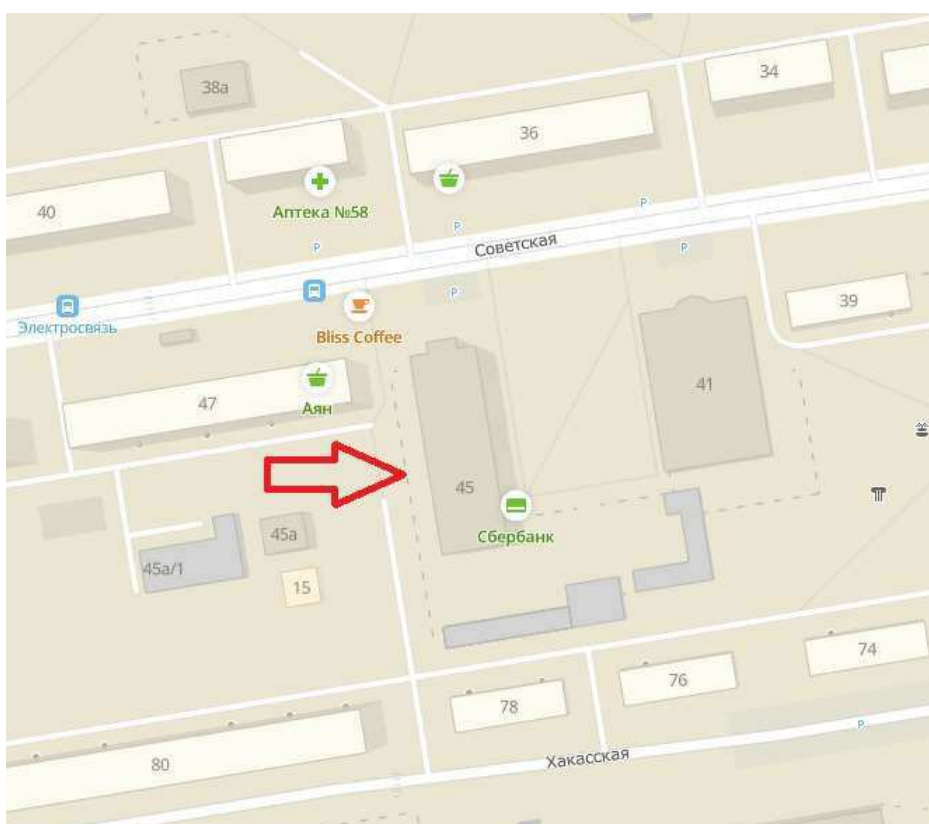 38а
34
36
40
Аптека №58
P
P
P
P
Советская
P
Электросвязь
Bliss Coffee
39
41
47
Аян
45
Сбербанк
45а
45а/1
15
74
76
78
P
Хакасская
80